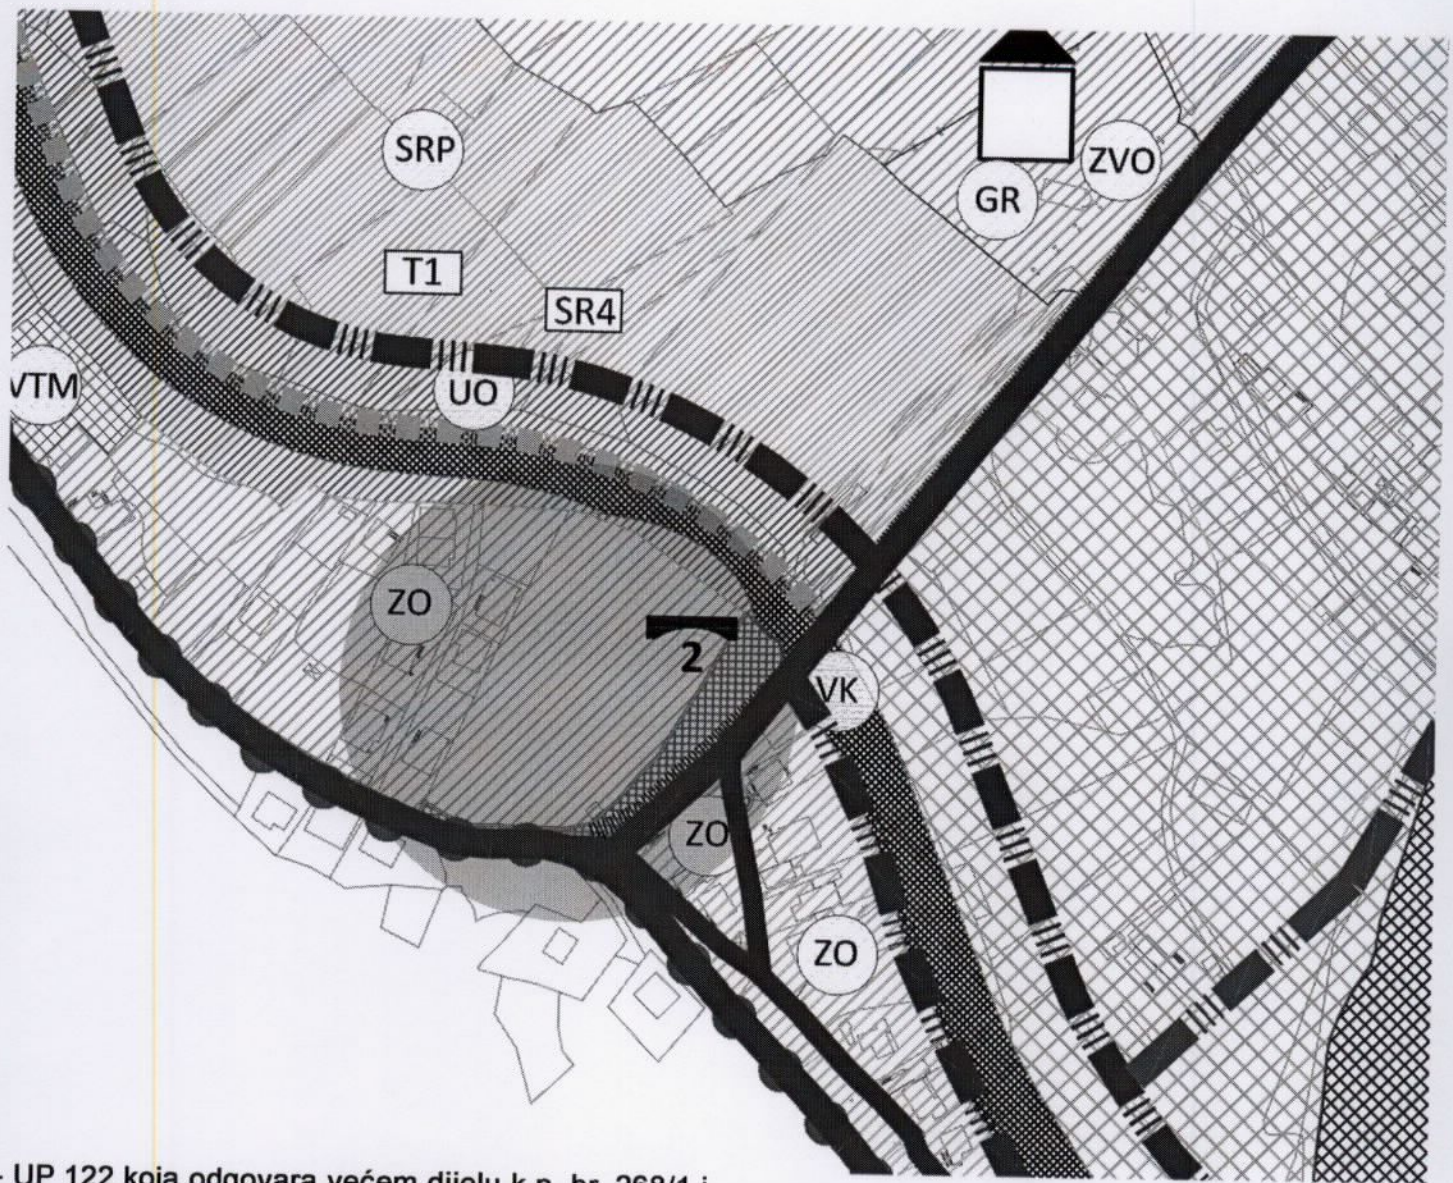 SRP
ZVO
GR
T1
SR4
VTM
UO
ZO
2
VK
ZO
ZO
- UP 122 koja odgovara većem dijelu k.p. br. 268/1 i